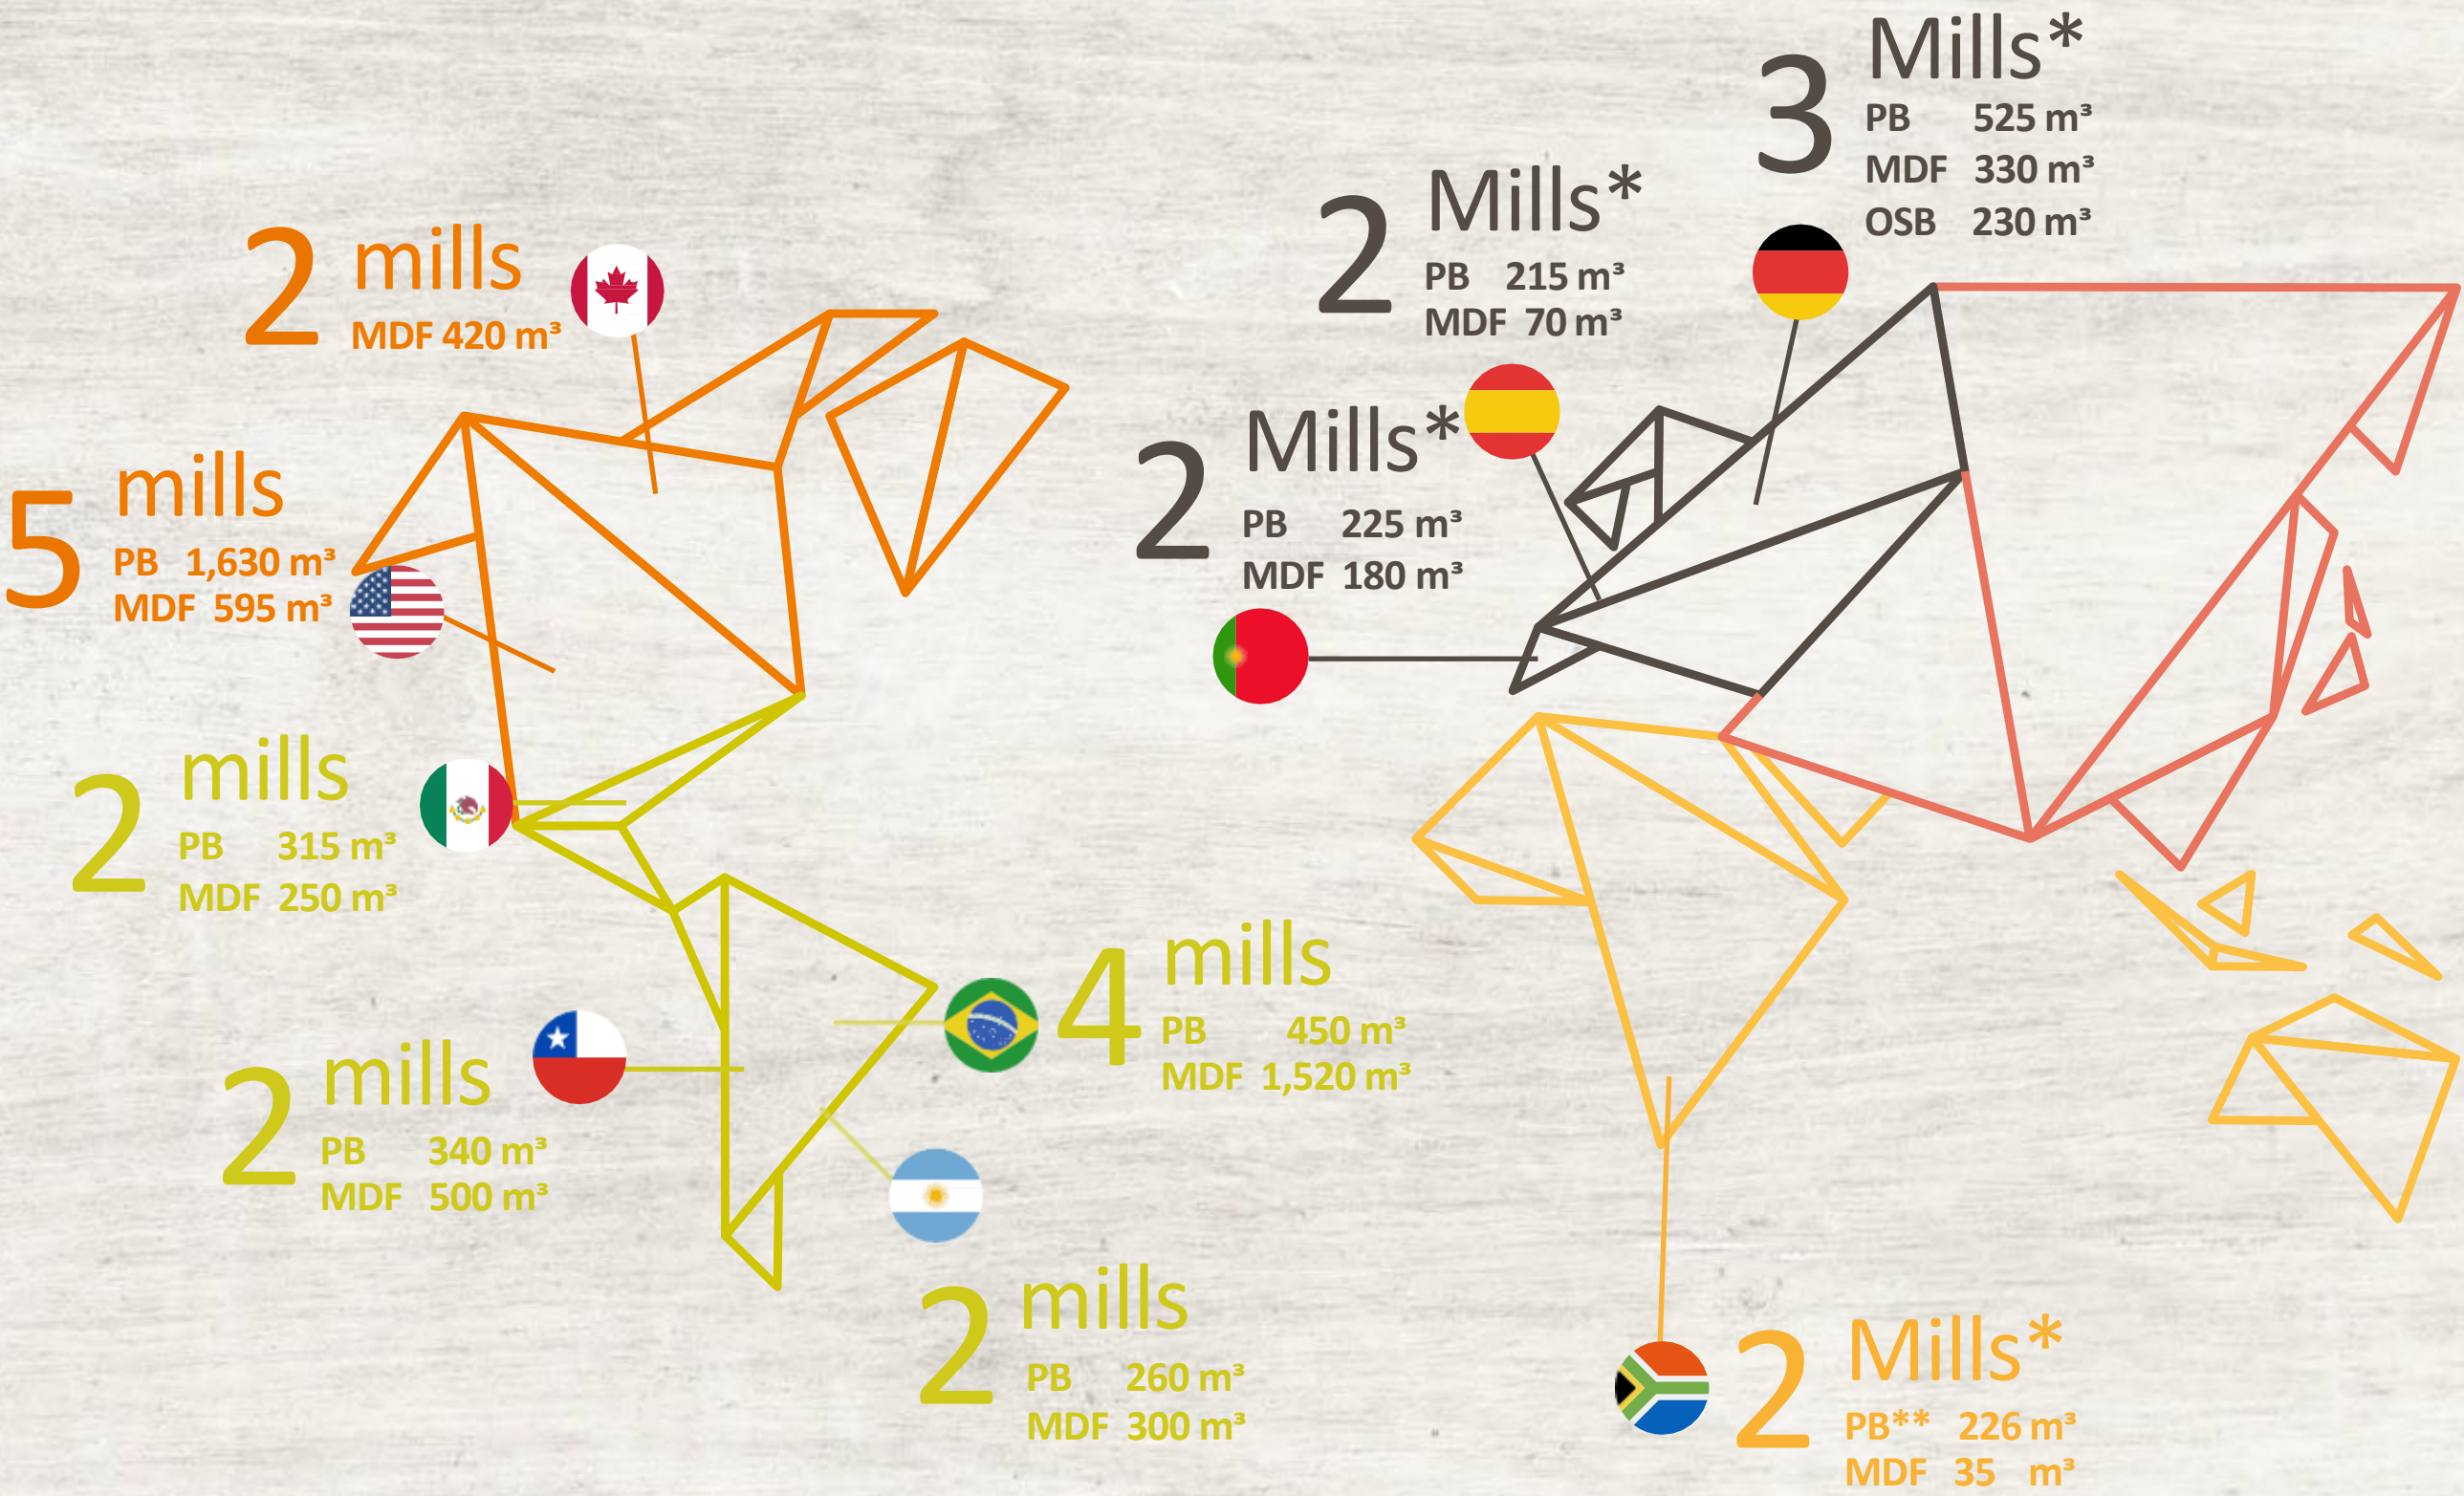 2 mills
MDF 420 m³
5 mills
PB 1,630 m³
MDF 595 m³
2 mills
PB 315 m³
MDF 250 m³
2 mills
PB 340 m³
MDF 500 m³
4 mills
PB 450 m³
MDF 1,520 m³
2 mills
PB 260 m³
MDF 300 m³
3 Mills*
PB 525 m³
MDF 330 m³
OSB 230 m³
2 Mills*
PB 215 m³
MDF 70 m³
2 Mills*
PB 225 m³
MDF 180 m³
2 Mills*
PB** 226 m³
MDF 35 m³